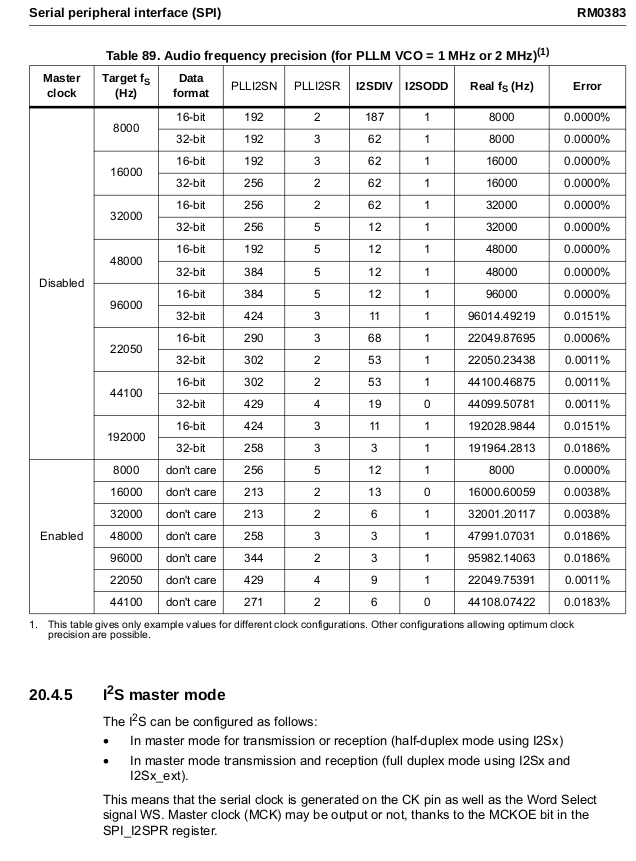 Serial peripheral interface (SPI) RM0383
Table 89. Audio frequency precision (for PLLM VCO = 1 MHz or 2 MHz)(1)
Master clock Target fS (Hz) Data format PLLI2SN PLLI2SR I2SDIV I2SODD Real fS (Hz) Error
Disabled 8000 16-bit 192 2 187 1 8000 0.0000%
32-bit 192 3 62 1 8000 0.0000%
16000 16-bit 192 3 62 1 16000 0.0000%
32-bit 256 2 62 1 16000 0.0000%
32000 16-bit 256 2 62 1 32000 0.0000%
32-bit 256 5 12 1 32000 0.0000%
48000 16-bit 192 5 12 1 48000 0.0000%
32-bit 384 5 12 1 48000 0.0000%
96000 16-bit 384 5 12 1 96000 0.0000%
32-bit 424 3 11 1 96014.49219 0.0151%
22050 16-bit 290 3 68 1 22049.87695 0.0006%
32-bit 302 2 53 1 22050.23438 0.0011%
44100 16-bit 302 2 53 1 44100.46875 0.0011%
32-bit 429 4 19 0 44099.50781 0.0011%
192000 16-bit 424 3 11 1 192028.9844 0.0151%
32-bit 258 3 3 1 191964.2813 0.0186%
Enabled 8000 don't care 256 5 12 1 8000 0.0000%
16000 don't care 213 2 13 0 16000.60059 0.0038%
32000 don't care 213 2 6 1 32001.20117 0.0038%
48000 don't care 258 3 3 1 47991.07031 0.0186%
96000 don't care 344 2 3 1 95982.14063 0.0186%
22050 don't care 429 4 9 1 22049.75391 0.0011%
44100 don't care 271 2 6 0 44108.07422 0.0183%
1. This table gives only example values for different clock configurations. Other configurations allowing optimum clock
precision are possible.
20.4.5 I2S master mode
The I2S can be configured as follows:
• In master mode for transmission or reception (half-duplex mode using I2Sx)
• In master mode transmission and reception (full duplex mode using I2Sx and
I2Sx_ext).
This means that the serial clock is generated on the CK pin as well as the Word Select
signal WS. Master clock (MCK) may be output or not, thanks to the MCKOE bit in the
SPI_I2SPR register.